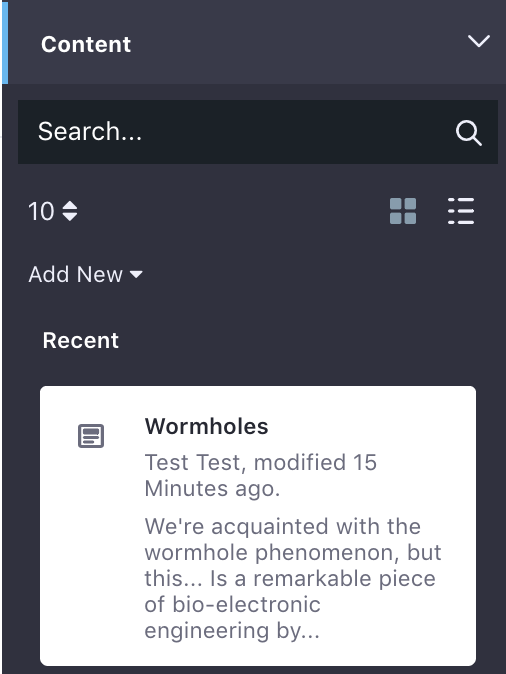 Content
Search...
10
Add New
Recent
Wormholes
Test Test, modified 15
Minutes ago.
We're acquainted with the
wormhole phenomenon, but
this... Is a remarkable piece
of bio-electronic
engineering by...